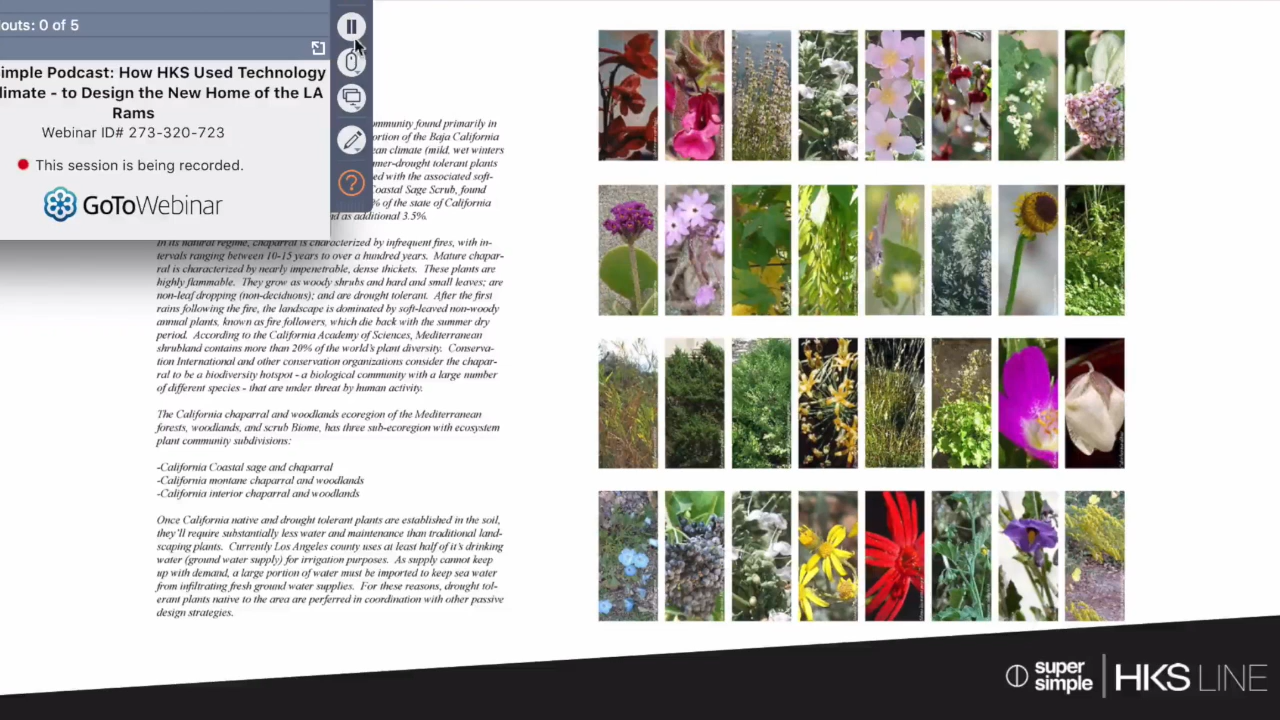 outs: 0 of 5
imple Podcast: How HKS Used Technology
limate - to Design the New Home of the LA
Rams
Webinar ID# 273-320-723
This session is being recorded.
GoToWebinar
?
ommunity found primarily in
ortion of the Baja California
an climate (mild, wet winters
mer-drought tolerant plants
ed with the associated soft-
Coastal Sage Scrub, found
% of the state of California
d as additional 3.5%.
In its natural regime, chaparral is characterized by infrequent fires, with in-
tervals ranging between 10-15 years to over a hundred years. Mature chapar-
ral is characterized by nearly impenetrable, dense thickets. These plants are
highly flammable. They grow as woody shrubs and hard and small leaves; are
non-leaf dropping (non-decidiuous); and are drought tolerant. After the first
rains following the fire, the landscape is dominated by soft-leaved non-woody
annual plants, known as fire followers, which die back with the summer dry
period. According to the California Academy of Sciences, Mediterranean
shrubland contains more than 20% of the world's plant diversity. Conserva-
tion International and other conservation organizations consider the chapar-
ral to be a biodiversity hotspot - a biological community with a large number
of different species - that are under threat by human activity.
The California chaparral and woodlands ecoregion of the Mediterranean
forests, woodlands, and scrub Biome, has three sub-ecoregion with ecosystem
plant community subdivisions:
-California Coastal sage and chaparral
-California montane chaparral and woodlands
-California interior chaparral and woodlands
Once California native and drought tolerant plants are established in the soil,
they'll require substantially less water and maintenance than traditional land-
scaping plants. Currently Los Angeles county uses at least half of it's drinking
water (ground water supply) for irrigation purposes. As supply cannot keep
up with demand, a large portion of water must be imported to keep sea water
from infiltrating fresh ground water supplies. For these reasons, drought tol-
erant plants native to the area are perferred in coordination with other passive
design strategies.
super
simple
HKS LINE